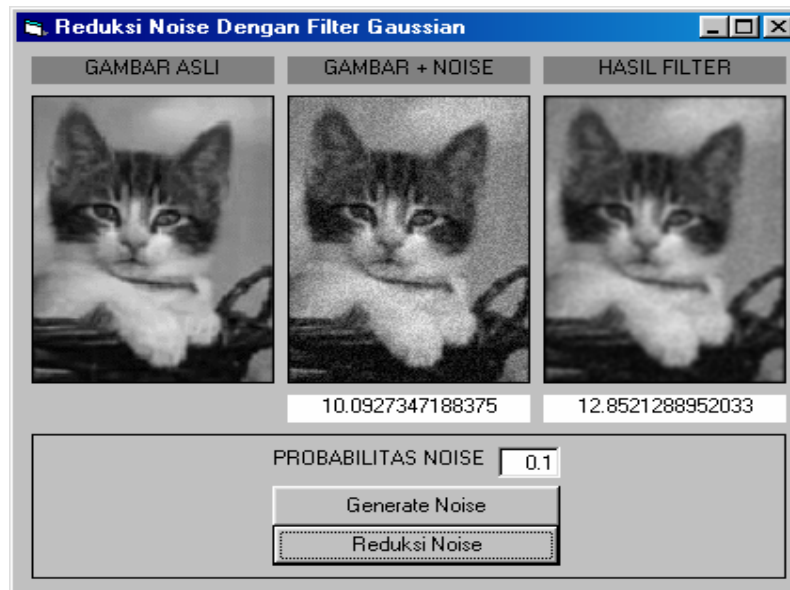 Reduksi Noise Dengan Filter Gaussian
GAMBAR ASLI
GAMBAR + NOISE
HASIL FILTER
10.0927347188375
12.8521288952033
PROBABILITAS NOISE 0.1
Generate Noise
Reduksi Noise